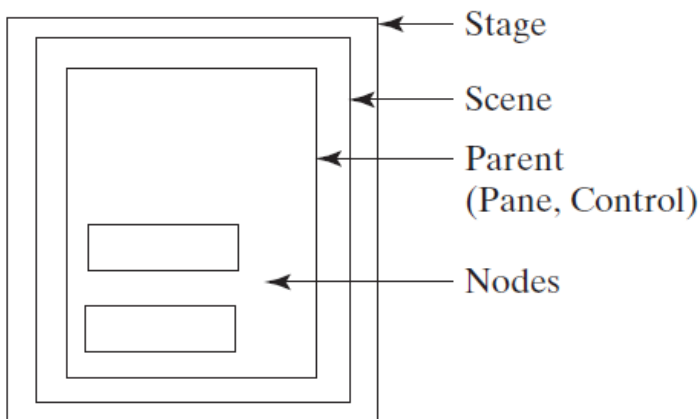 Stage
Scene
Parent
(Pane, Control)
Nodes